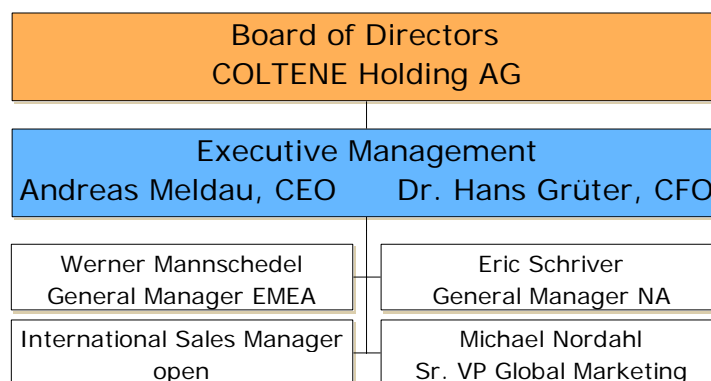 Board of Directors
COLTENE Holding AG
Executive Management
Andreas Meldau, CEO Dr. Hans Grüter, CFO
Werner Mannschedel
General Manager EMEA
Eric Schriver
General Manager NA
International Sales Manager
open
Michael Nordahl
Sr. VP Global Marketing